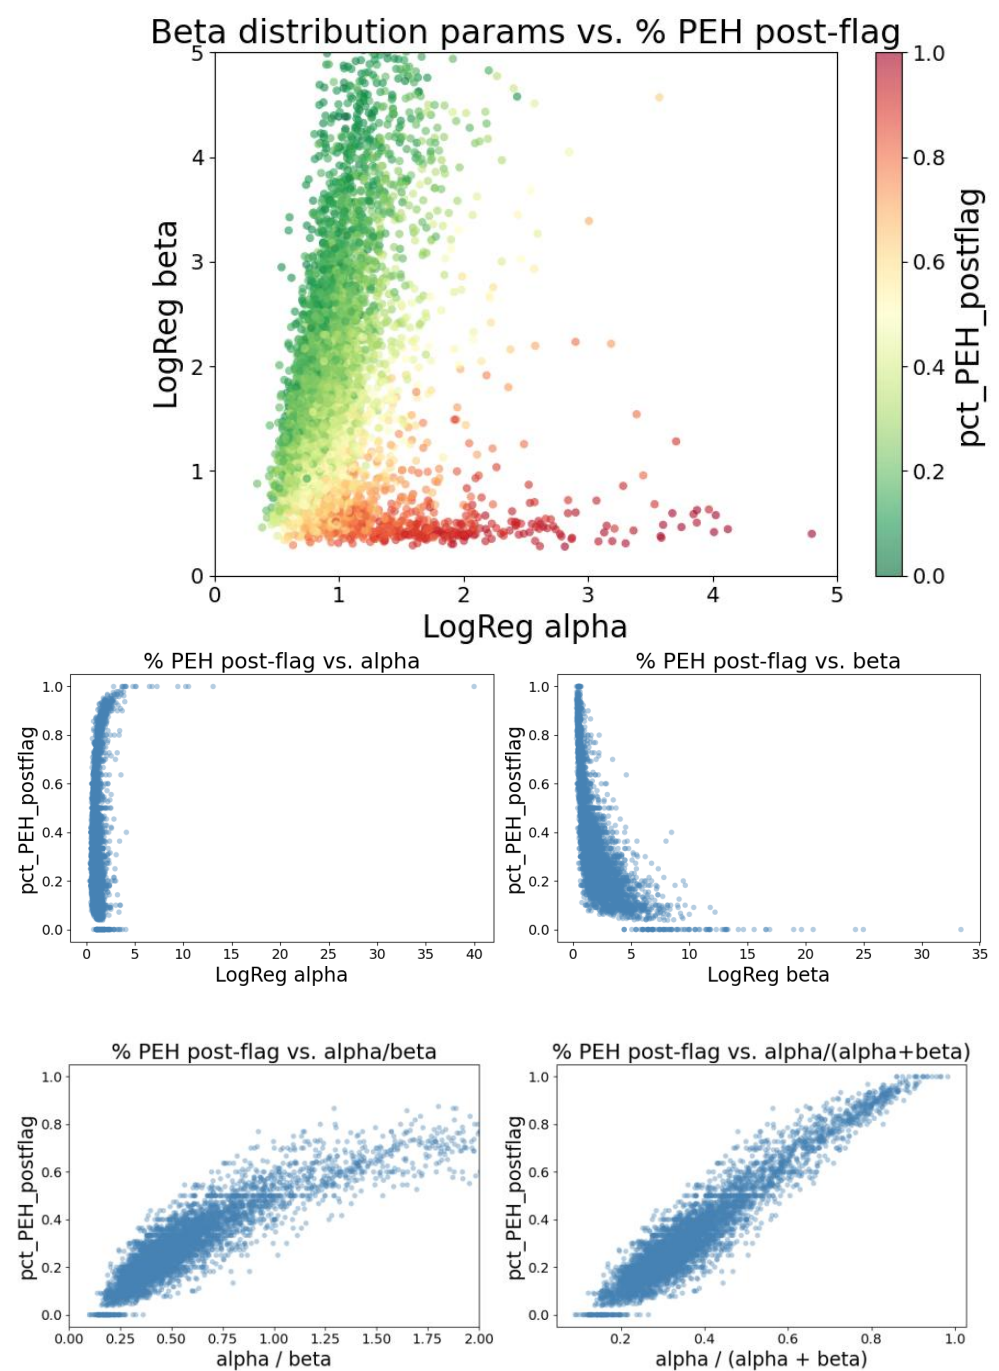 Beta distribution params vs. % PEH post-flag
5
4
3
2
1
0
LogReg beta
0 1 2 3 4 5
LogReg alpha
1.0
0.8
0.6
0.4
0.2
0.0
pct_PEH_postflag
% PEH post-flag vs. alpha
1.0
0.8
0.6
0.4
0.2
0.0
pct_PEH_postflag
0 5 10 15 20 25 30 35 40
LogReg alpha
% PEH post-flag vs. beta
1.0
0.8
0.6
0.4
0.2
0.0
pct_PEH_postflag
0 5 10 15 20 25 30 35
LogReg beta
% PEH post-flag vs. alpha/beta
1.0
0.8
0.6
0.4
0.2
0.0
pct_PEH_postflag
0.00 0.25 0.50 0.75 1.00 1.25 1.50 1.75 2.00
alpha / beta
% PEH post-flag vs. alpha/(alpha+beta)
1.0
0.8
0.6
0.4
0.2
0.0
pct_PEH_postflag
0.2 0.4 0.6 0.8 1.0
alpha / (alpha + beta)